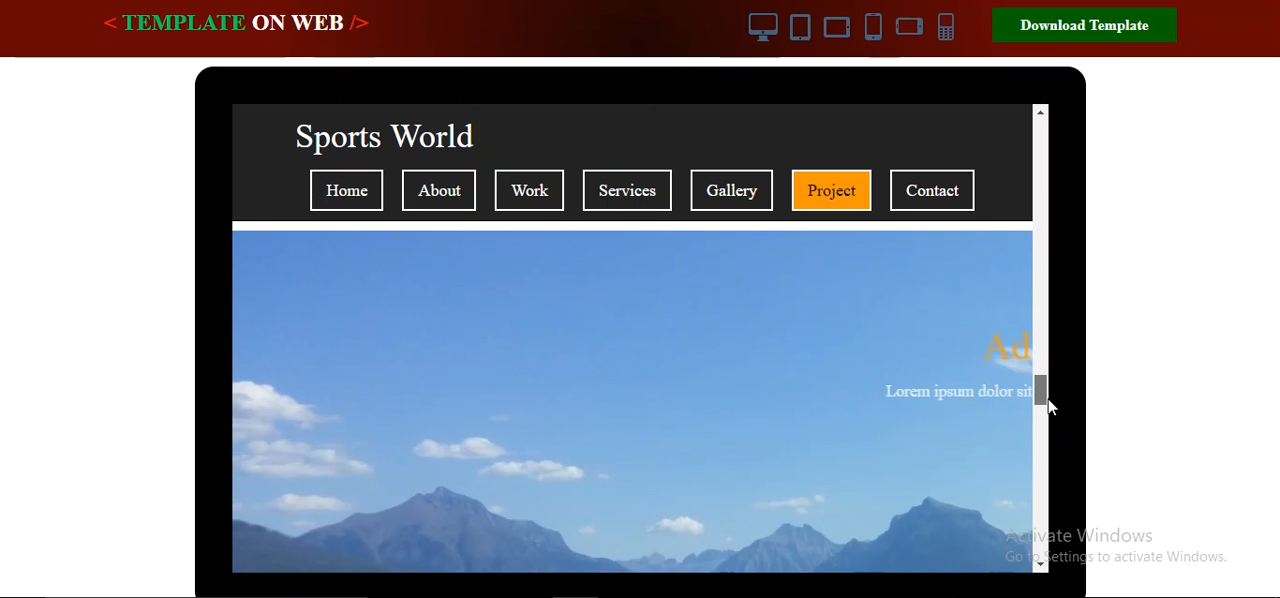 < TEMPLATE ON WEB />
Download Template
Sports World
Home About Work Services Gallery Project Contact
Ad
Lorem ipsum dolor sit
Activate Windows
Go to Settings to activate Windows.